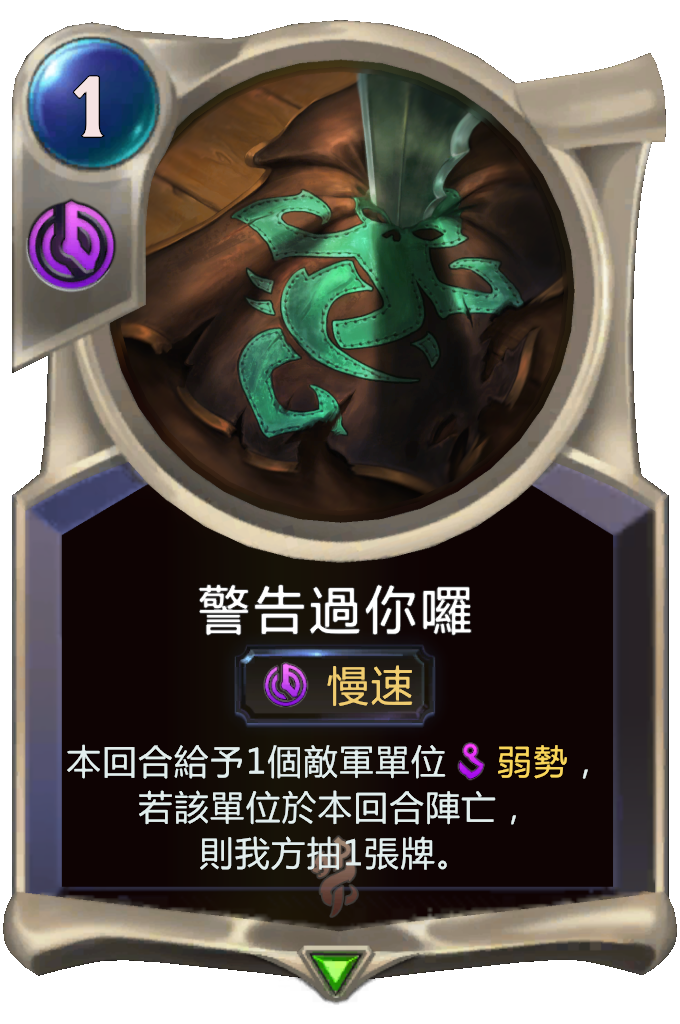 1
警告過你囉
慢速
本回合給予1個敵軍單位 弱勢，
若該單位於本回合陣亡，
則我方抽1張牌。